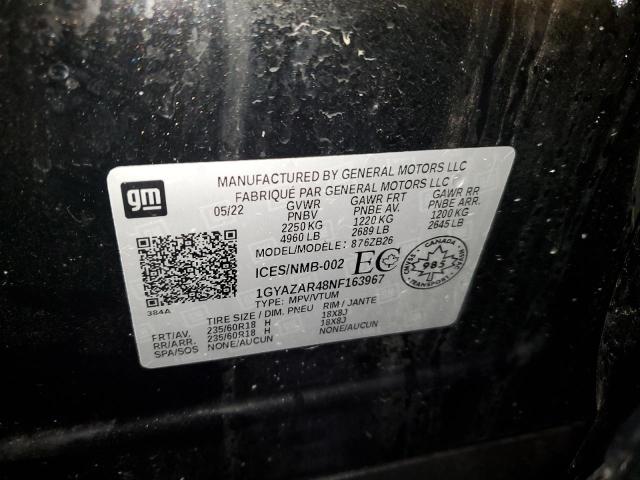 gm
MANUFACTURED BY GENERAL MOTORS LLC
FABRIQUÉ PAR GENERAL MOTORS LLC
05/22 GVWR GAWR FRT GAWR RR
PNBV PNBE AV. PNBE ARR.
2250 KG 1220 KG 1200 KG
4960 LB 2689 LB 2645 LB
MODEL/MODÈLE: 876ZB26
ICES/NMB-002 EC
CANADA
985
384A
1GYAZAR48NF163967
TYPE: MPV/VTUM
TIRE SIZE / DIM. PNEU RIM / JANTE
FRT/AV. 235/60R18 H 18X8J
RR/ARR. 235/60R18 H 18X8J
SPA/SOS NONE/AUCUN NONE/AUCUN